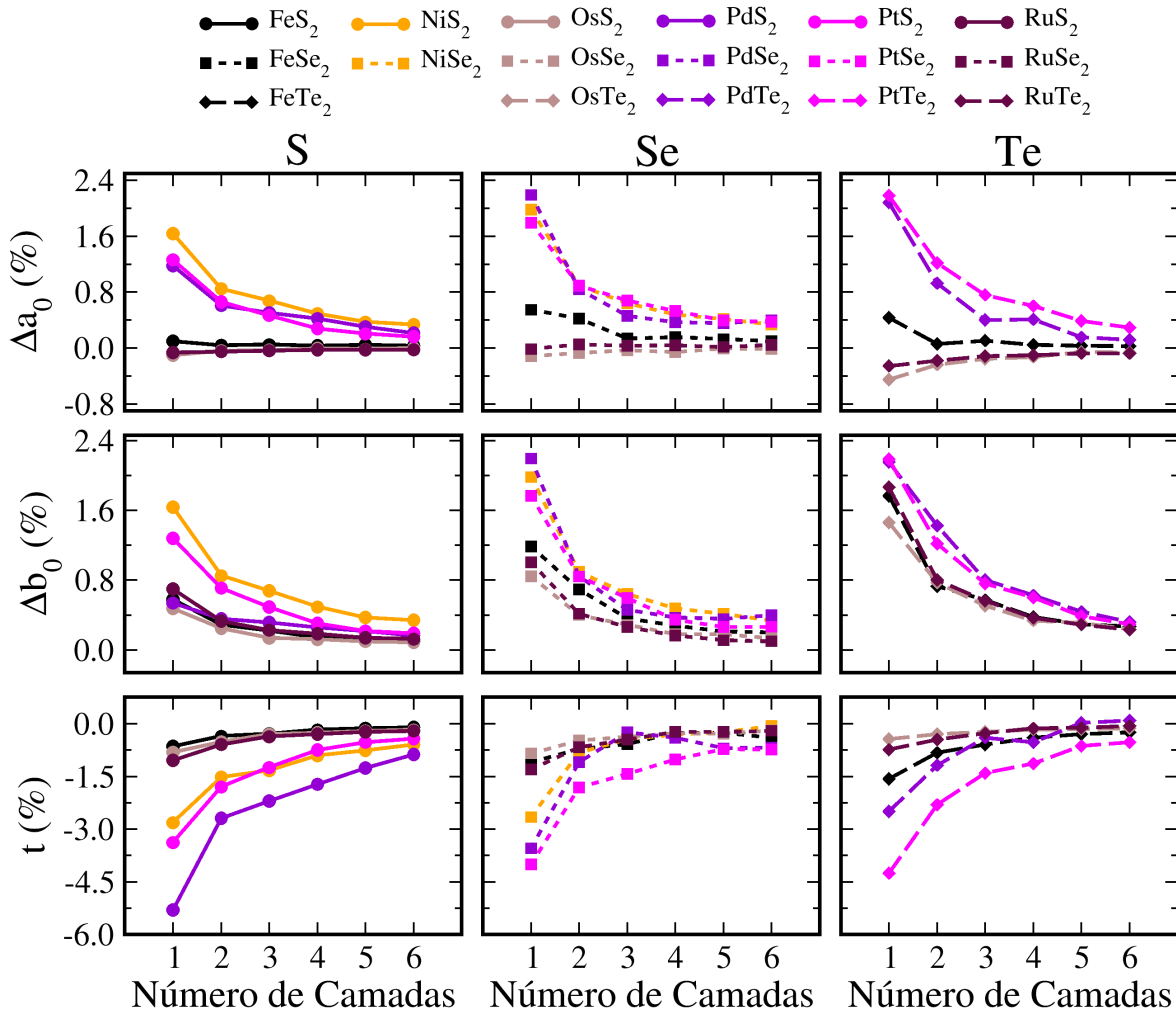 FeS₂ NiS₂ OsS₂ PdS₂ PtS₂ RuS₂
FeSe₂ NiSe₂ OsSe₂ PdSe₂ PtSe₂ RuSe₂
FeTe₂ OsTe₂ PdTe₂ PtTe₂ RuTe₂
S Se Te
Δa₀ (%)
2.4
1.6
0.8
0.0
-0.8
Δb₀ (%)
2.4
1.6
0.8
0.0
t (%)
0.0
-1.5
-3.0
-4.5
-6.0
1 2 3 4 5 6 1 2 3 4 5 6 1 2 3 4 5 6
Número de Camadas Número de Camadas Número de Camadas